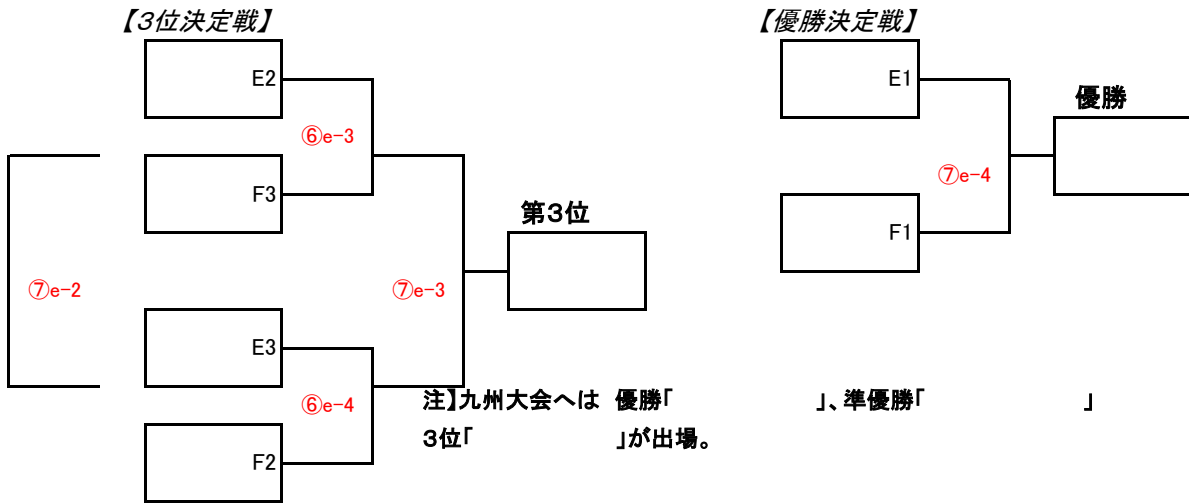 【3位決定戦】
E2
⑥e-3
F3
第3位
⑦e-2
⑦e-3
E3
⑥e-4
F2
【優勝決定戦】
E1
優勝
⑦e-4
F1
注】九州大会へは 優勝「　　　　　」、準優勝「　　　　　」
3位「　　　　　」が出場。